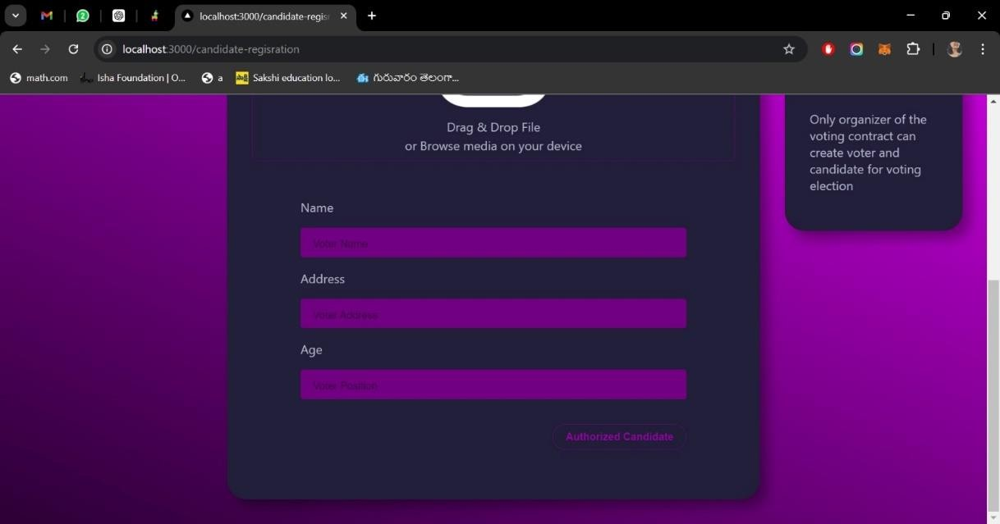 2
localhost:3000/candidate-regisr
localhost:3000/candidate-regisration
math.com
Isha Foundation | O...
a
Sakshi education lo...
గురువారం తెలంగా...
Drag & Drop File
or Browse media on your device
Only organizer of the
voting contract can
create voter and
candidate for voting
election
Name
Voter Name
Address
Voter Address
Age
Voter Position
Authorized Candidate